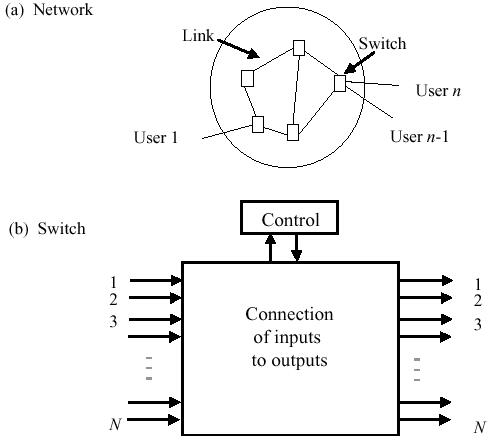 (a) Network
Link
Switch
User n
User 1
User n-1
(b) Switch
Control
1
2
3
N
Connection
of inputs
to outputs
1
2
3
N